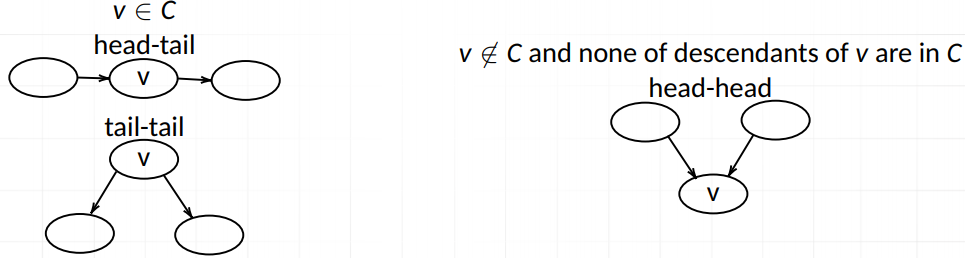 v ∈ C
head-tail
v
tail-tail
v
v ∉ C and none of descendants of v are in C
head-head
v